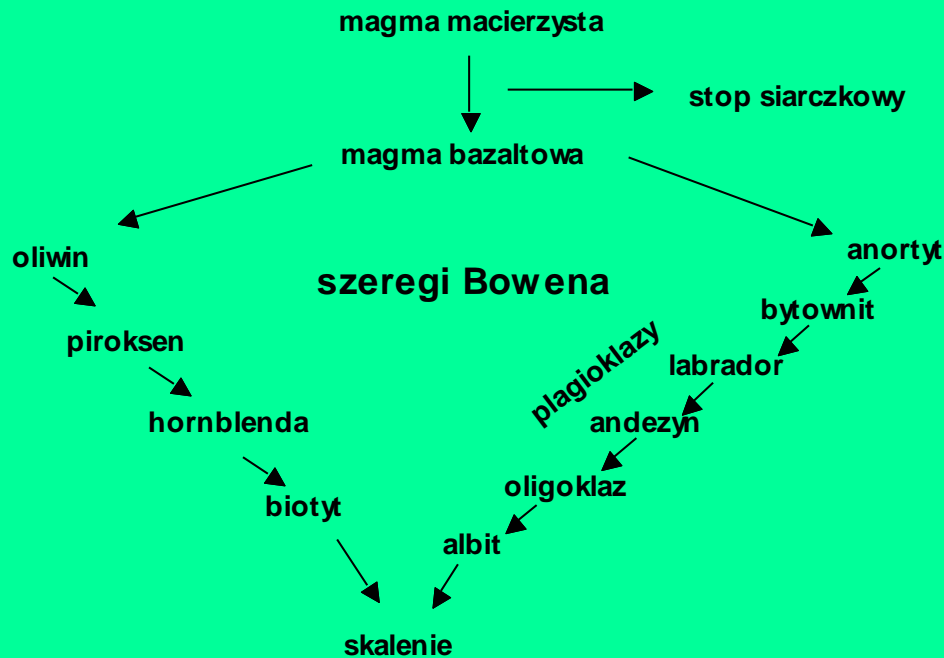 magma macierzysta
stop siarczkowy
magma bazaltowa
oliwin
anortyt
szeregi Bowena
bytownit
piroksen
plagioklazy
labrador
hornblenda
andezyn
oligoklaz
biotyt
albit
skalenie